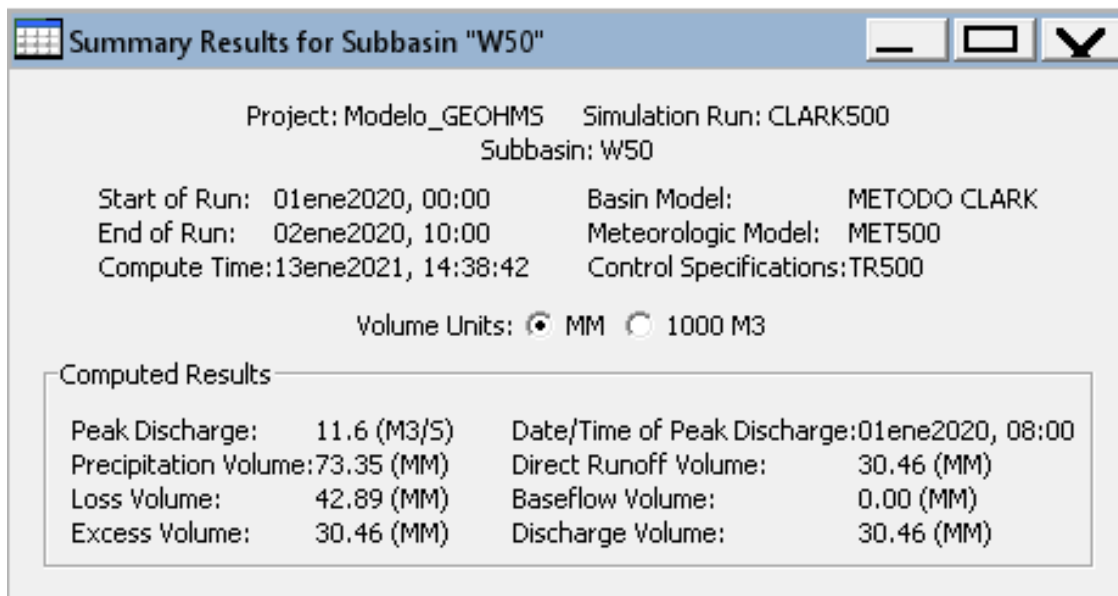 Summary Results for Subbasin "W50"
Project: Modelo_GEOHMS Simulation Run: CLARK500
Subbasin: W50
Start of Run: 01ene2020, 00:00 Basin Model: METODO CLARK
End of Run: 02ene2020, 10:00 Meteorologic Model: MET500
Compute Time:13ene2021, 14:38:42 Control Specifications:TR500
Volume Units: MM 1000 M3
Computed Results
Peak Discharge: 11.6 (M3/S) Date/Time of Peak Discharge:01ene2020, 08:00
Precipitation Volume:73.35 (MM) Direct Runoff Volume: 30.46 (MM)
Loss Volume: 42.89 (MM) Baseflow Volume: 0.00 (MM)
Excess Volume: 30.46 (MM) Discharge Volume: 30.46 (MM)